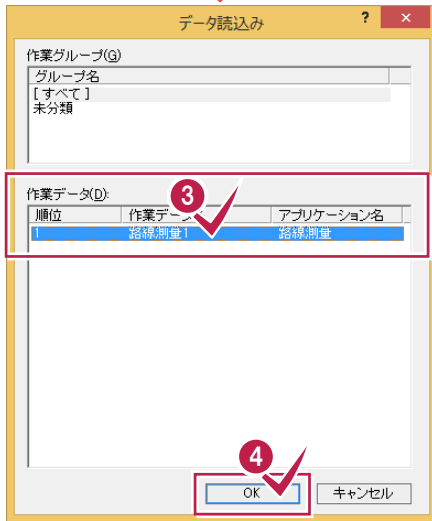 データ読込み ? ×
作業グループ(G)
グループ名
[すべて]
未分類
作業データ(D):
3
順位 作業データ アプリケーション名
1 路線測量1 路線測量
4
OK キャンセル